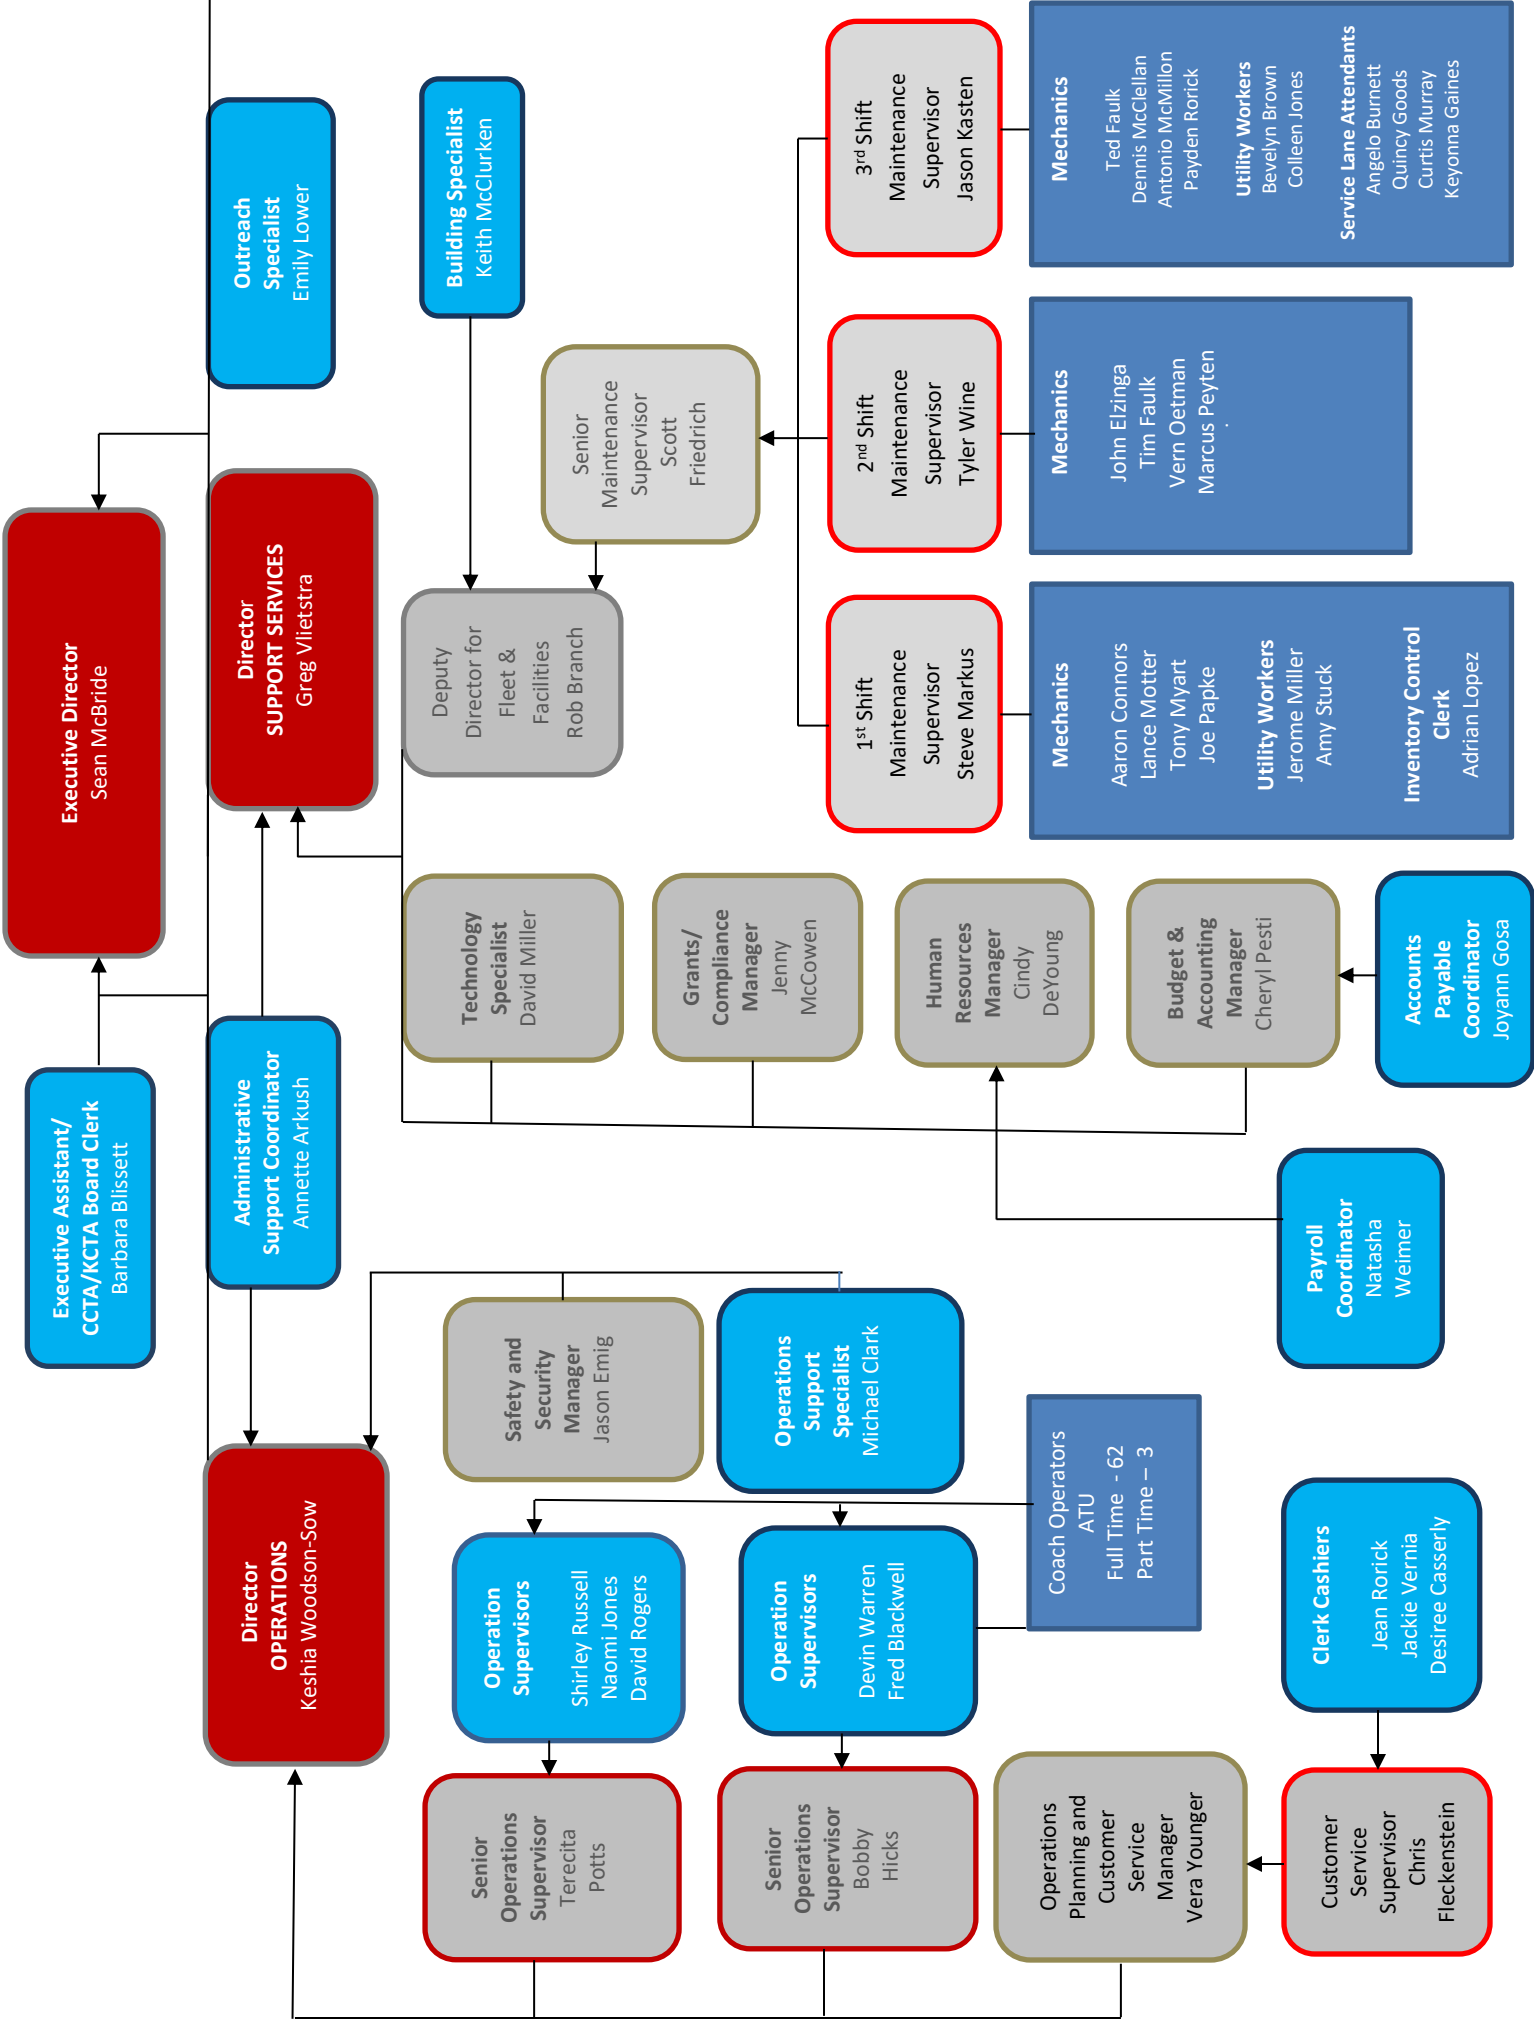 Executive Director
Sean McBride
Executive Assistant/
CCTA/KCTA Board Clerk
Barbara Blissett
Director
OPERATIONS
Keshia Woodson-Sow
Administrative
Support Coordinator
Annette Arkush
Director
SUPPORT SERVICES
Greg Vlietstra
Outreach
Specialist
Emily Lower
Senior
Operations
Supervisor
Terecita
Potts
Operation
Supervisors
Shirley Russell
Naomi Jones
David Rogers
Safety and
Security
Manager
Jason Emig
Technology
Specialist
David Miller
Deputy
Director for
Fleet &
Facilities
Rob Branch
Building Specialist
Keith McClurken
Senior
Maintenance
Supervisor
Scott
Friedrich
Senior
Operations
Supervisor
Bobby
Hicks
Operation
Supervisors
Devin Warren
Fred Blackwell
Operations
Support
Specialist
Michael Clark
Grants/
Compliance
Manager
Jenny
McCowen
1st Shift
Maintenance
Supervisor
Steve Markus
2nd Shift
Maintenance
Supervisor
Tyler Wine
3rd Shift
Maintenance
Supervisor
Jason Kasten
Operations
Planning and
Customer
Service
Manager
Vera Younger
Coach Operators
ATU
Full Time - 62
Part Time – 3
Human
Resources
Manager
Cindy
DeYoung
Mechanics
Aaron Connors
Lance Motter
Tony Myart
Joe Papke
Utility Workers
Jerome Miller
Amy Stuck
Inventory Control
Clerk
Adrian Lopez
Mechanics
John Elzinga
Tim Faulk
Vern Oetman
Marcus Peyten
.
Mechanics
Ted Faulk
Dennis McClellan
Antonio McMillon
Payden Rorick
Utility Workers
Bevelyn Brown
Colleen Jones
Service Lane Attendants
Angelo Burnett
Quincy Goods
Curtis Murray
Keyonna Gaines
Budget &
Accounting
Manager
Cheryl Pesti
Customer
Service
Supervisor
Chris
Fleckenstein
Clerk Cashiers
Jean Rorick
Jackie Vernia
Desiree Casserly
Payroll
Coordinator
Natasha
Weimer
Accounts
Payable
Coordinator
Joyann Gosa